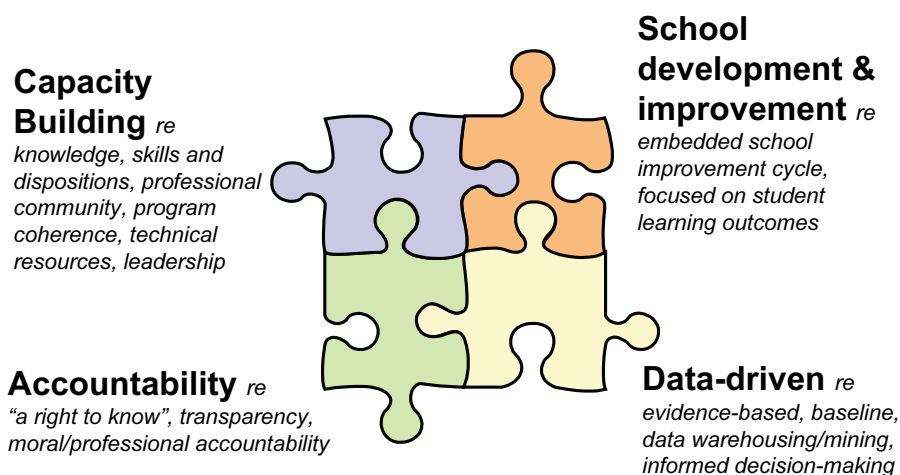 Capacity
Building re
knowledge, skills and
dispositions, professional
community, program
coherence, technical
resources, leadership
School
development &
improvement re
embedded school
improvement cycle,
focused on student
learning outcomes
Accountability re
“a right to know”, transparency,
moral/professional accountability
Data-driven re
evidence-based, baseline,
data warehousing/mining,
informed decision-making